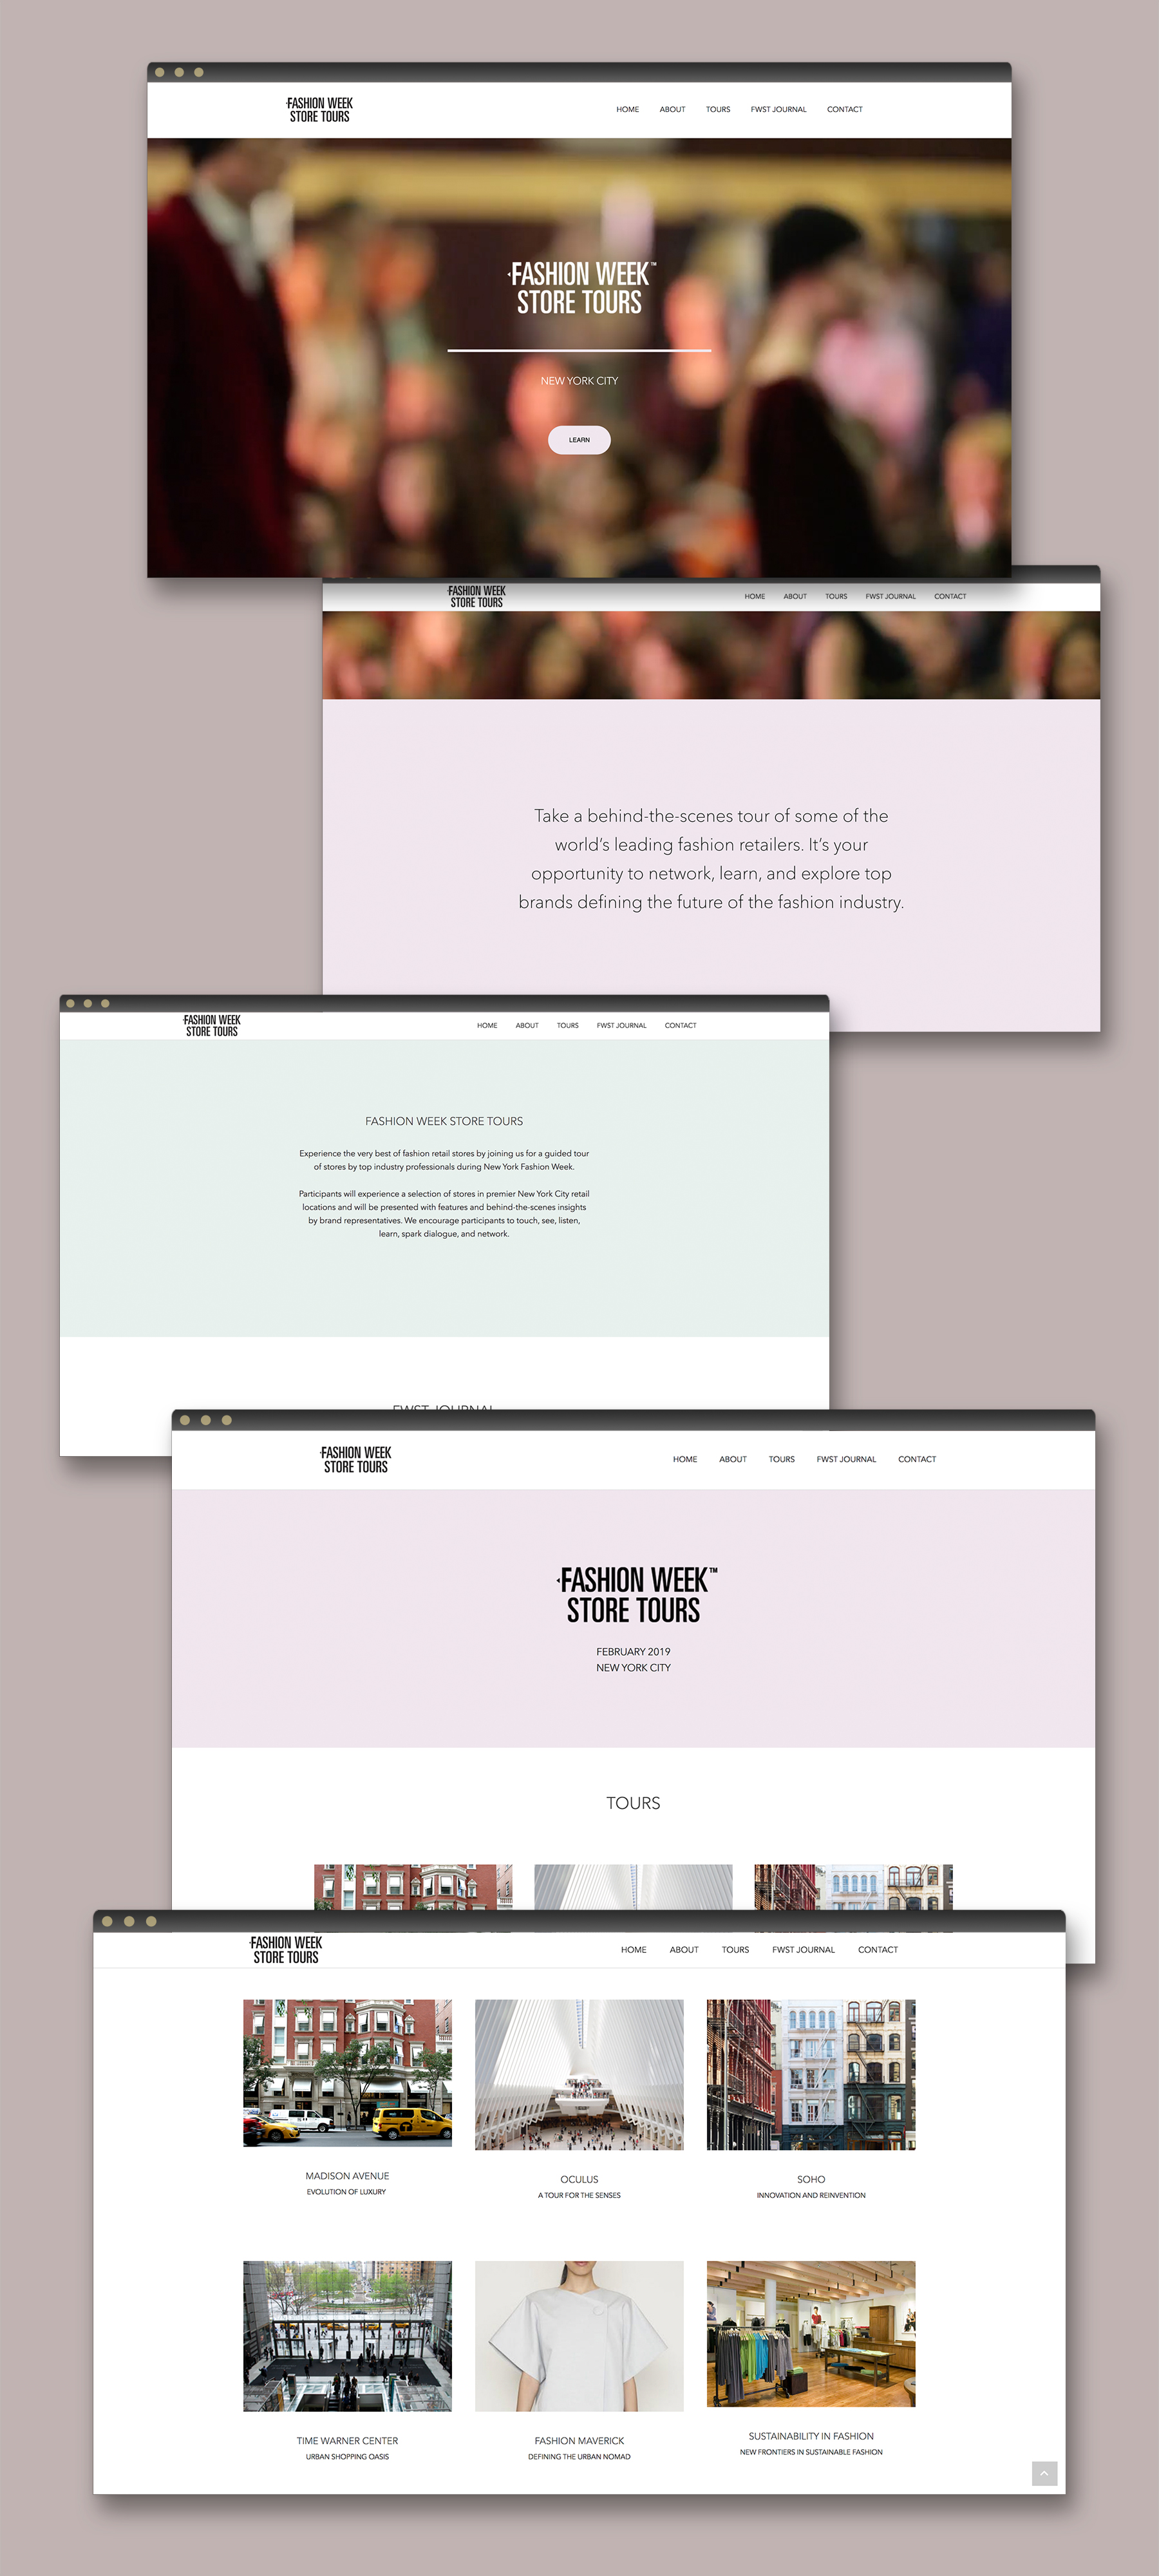 FASHION WEEK
STORE TOURS
HOME ABOUT TOURS FWST JOURNAL CONTACT
FASHION WEEK™
STORE TOURS
NEW YORK CITY
LEARN
FASHION WEEK
STORE TOURS
HOME ABOUT TOURS FWST JOURNAL CONTACT
Take a behind-the-scenes tour of some of the
world’s leading fashion retailers. It’s your
opportunity to network, learn, and explore top
brands defining the future of the fashion industry.
FASHION WEEK
STORE TOURS
HOME ABOUT TOURS FWST JOURNAL CONTACT
FASHION WEEK STORE TOURS
Experience the very best of fashion retail stores by joining us for a guided tour
of stores by top industry professionals during New York Fashion Week.
Participants will experience a selection of stores in premier New York City retail
locations and will be presented with features and behind-the-scenes insights
by brand representatives. We encourage participants to touch, see, listen,
learn, spark dialogue, and network.
FWST JOURNAL
FASHION WEEK
STORE TOURS
HOME ABOUT TOURS FWST JOURNAL CONTACT
FASHION WEEK™
STORE TOURS
FEBRUARY 2019
NEW YORK CITY
TOURS
FASHION WEEK
STORE TOURS
HOME ABOUT TOURS FWST JOURNAL CONTACT
MADISON AVENUE
EVOLUTION OF LUXURY
OCULUS
A TOUR FOR THE SENSES
SOHO
INNOVATION AND REINVENTION
TIME WARNER CENTER
URBAN SHOPPING OASIS
FASHION MAVERICK
DEFINING THE URBAN NOMAD
SUSTAINABILITY IN FASHION
NEW FRONTIERS IN SUSTAINABLE FASHION